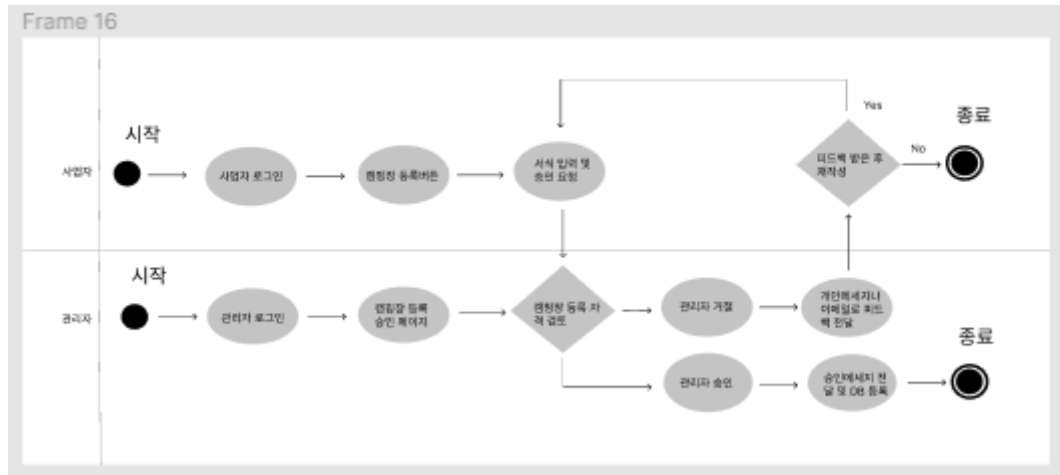 Frame 16
시작
종료
Yes
No
사업자
사업자 로그인
캠핑장 등록버튼
서식 입력 및
승인 요청
피드백 받은 후
재작성
시작
종료
관리자
관리자 로그인
캠핑장 등록
승인 페이지
캠핑장 등록 자
격 검토
관리자 거절
개인메세지나
이메일로 피드
백 전달
관리자 승인
승인메세지 전
달 및 DB 등록